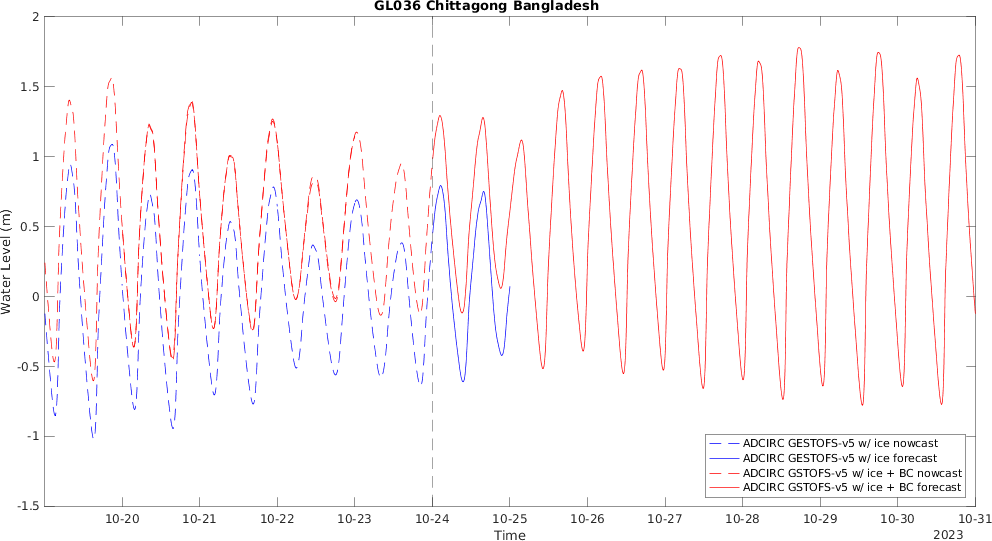 GL036 Chittagong Bangladesh
2
1.5
1
0.5
0
-0.5
-1
-1.5
Water Level (m)
ADCIRC GESTOFS-v5 w/ ice nowcast
ADCIRC GESTOFS-v5 w/ ice forecast
ADCIRC GSTOFS-v5 w/ ice + BC nowcast
ADCIRC GSTOFS-v5 w/ ice + BC forecast
10-20 10-21 10-22 10-23 10-24 10-25 10-26 10-27 10-28 10-29 10-30 10-31
Time
2023